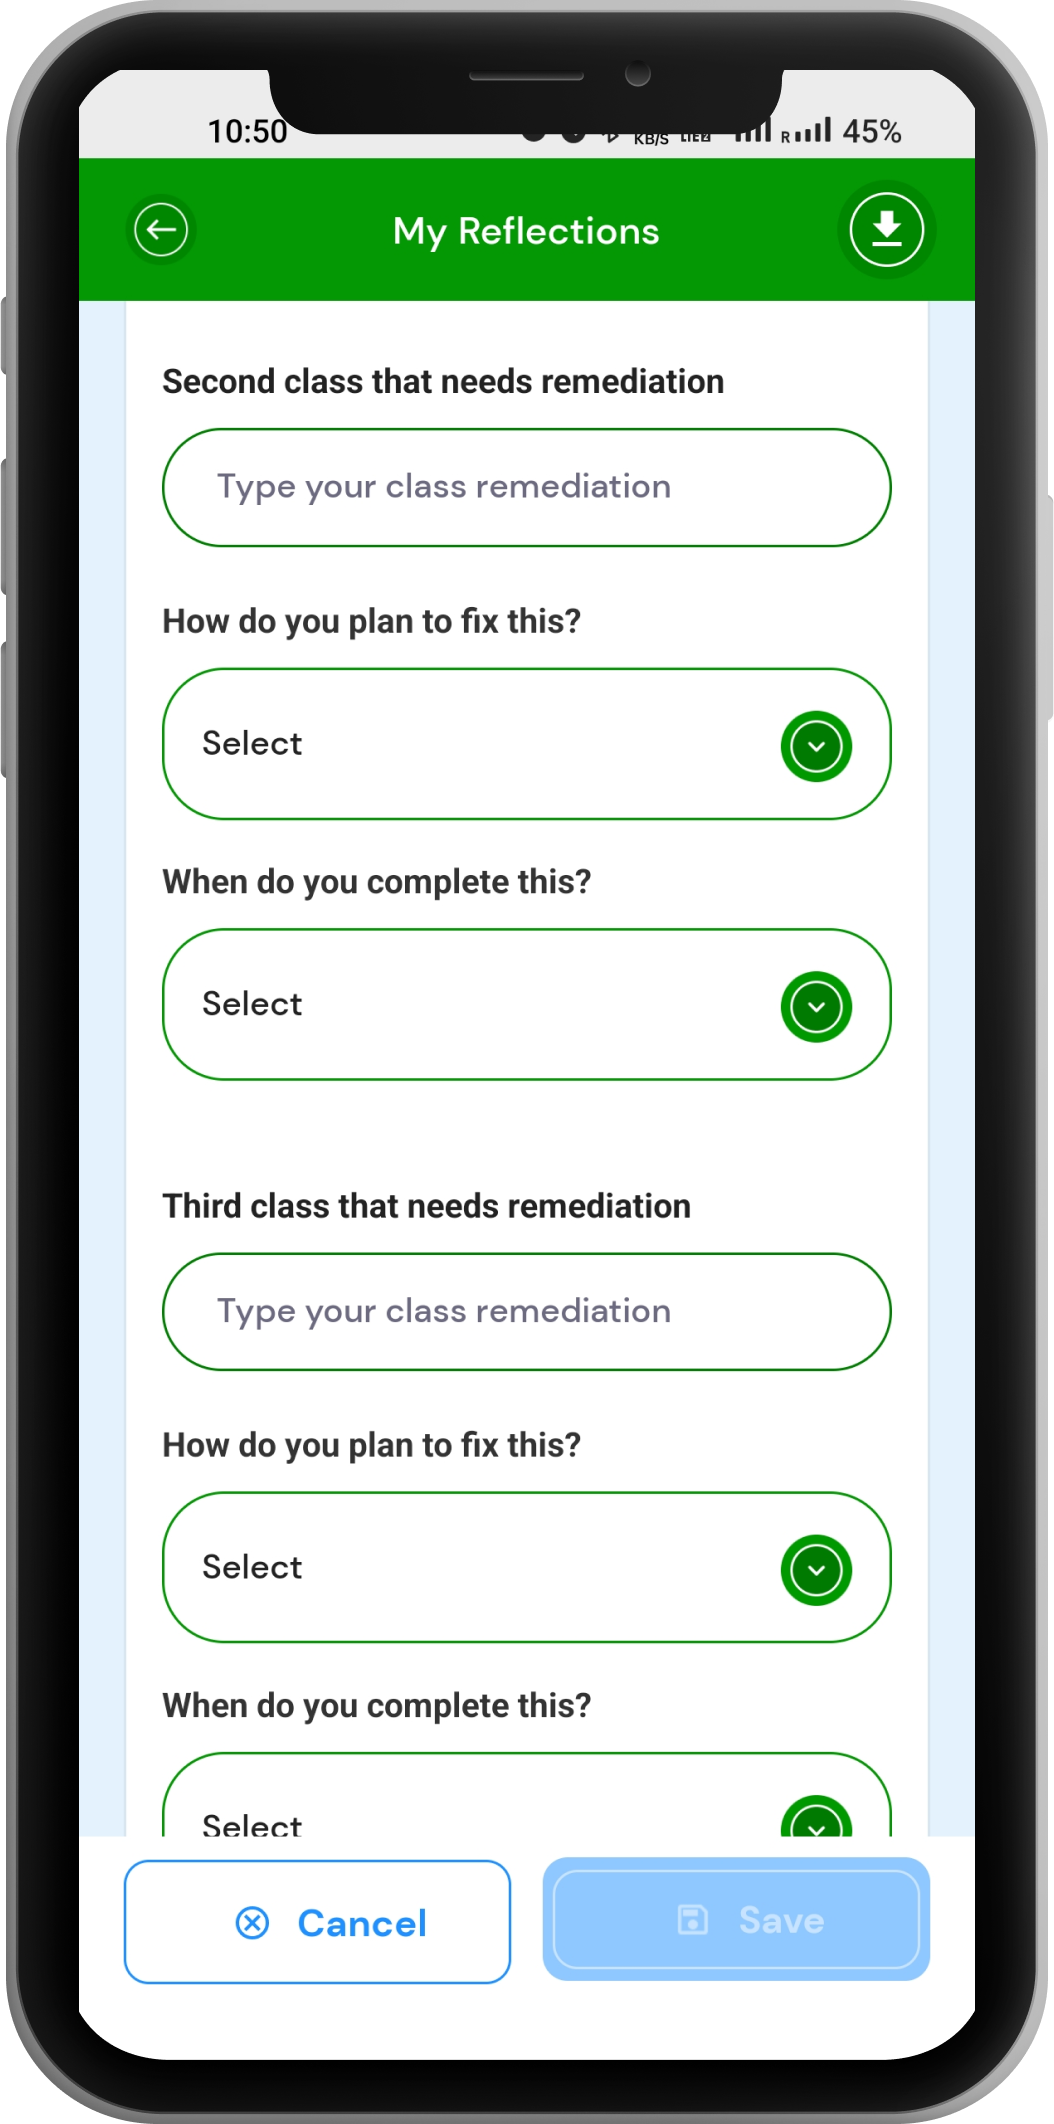 10:50
KB/S
R
45%
My Reflections
Second class that needs remediation
Type your class remediation
How do you plan to fix this?
Select
When do you complete this?
Select
Third class that needs remediation
Type your class remediation
How do you plan to fix this?
Select
When do you complete this?
Select
Cancel
Save